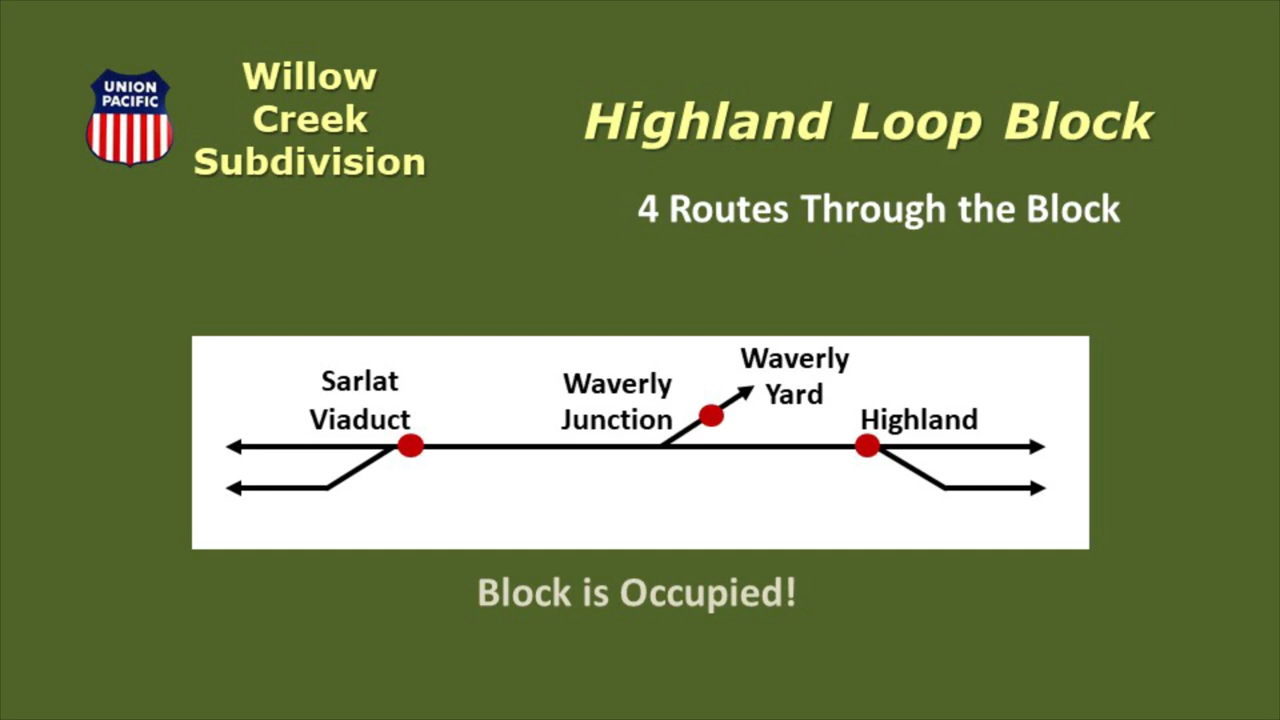 UNION
PACIFIC
Willow
Creek
Subdivision
Highland Loop Block
4 Routes Through the Block
Sarlat
Viaduct
Waverly
Junction
Waverly
Yard
Highland
Block is Occupied!